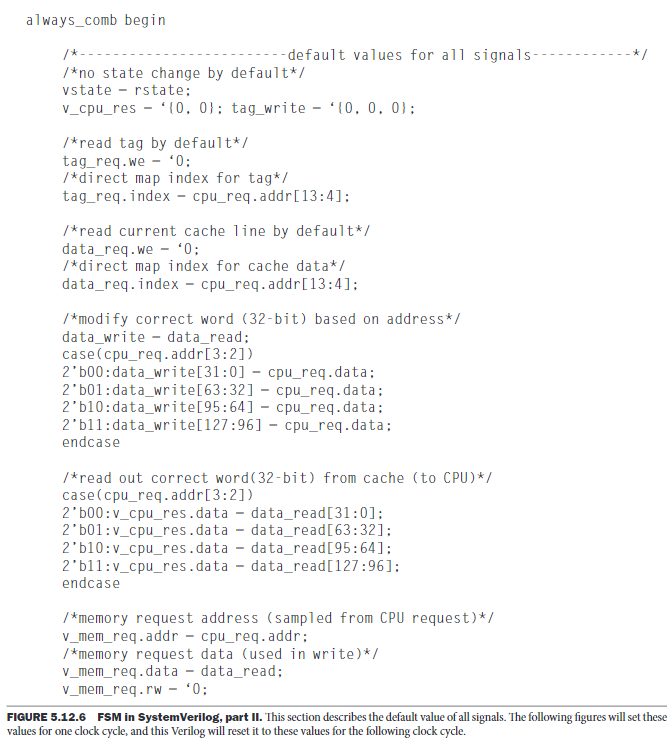 always_comb begin
/*-------------------------default values for all signals------------*/
/*no state change by default*/
vstate = rstate;
v_cpu_res = ‘{0, 0}; tag_write = ‘{0, 0, 0};
/*read tag by default*/
tag_req.we = ‘0;
/*direct map index for tag*/
tag_req.index = cpu_req.addr[13:4];
/*read current cache line by default*/
data_req.we = ‘0;
/*direct map index for cache data*/
data_req.index = cpu_req.addr[13:4];
/*modify correct word (32-bit) based on address*/
data_write = data_read;
case(cpu_req.addr[3:2])
2'b00:data_write[31:0] = cpu_req.data;
2'b01:data_write[63:32] = cpu_req.data;
2'b10:data_write[95:64] = cpu_req.data;
2'b11:data_write[127:96] = cpu_req.data;
endcase
/*read out correct word(32-bit) from cache (to CPU)*/
case(cpu_req.addr[3:2])
2'b00:v_cpu_res.data = data_read[31:0];
2'b01:v_cpu_res.data = data_read[63:32];
2'b10:v_cpu_res.data = data_read[95:64];
2'b11:v_cpu_res.data = data_read[127:96];
endcase
/*memory request address (sampled from CPU request)*/
v_mem_req.addr = cpu_req.addr;
/*memory request data (used in write)*/
v_mem_req.data = data_read;
v_mem_req.rw = ‘0;
FIGURE 5.12.6 FSM in SystemVerilog, part II. This section describes the default value of all signals. The following figures will set these
values for one clock cycle, and this Verilog will reset it to these values for the following clock cycle.